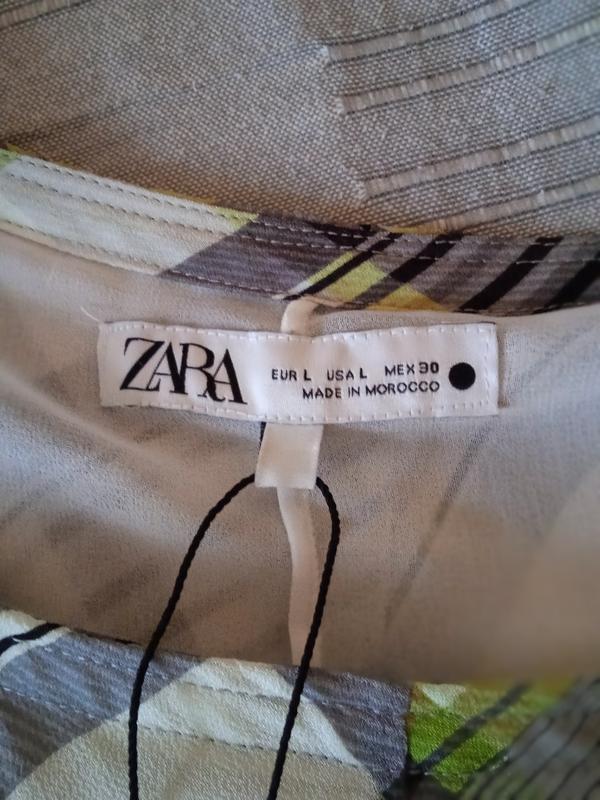 ZARA
EUR L USA L MEX 30
MADE IN MOROCCO